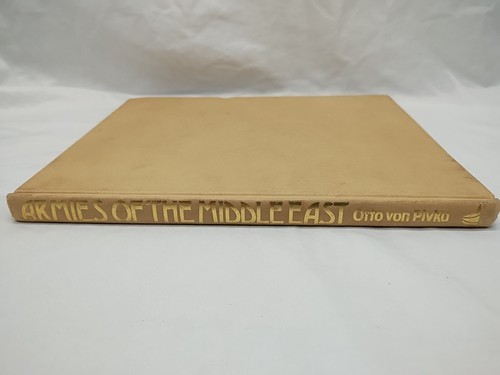 ARMIES OF THE MIDDLE EAST Otto von Pivka